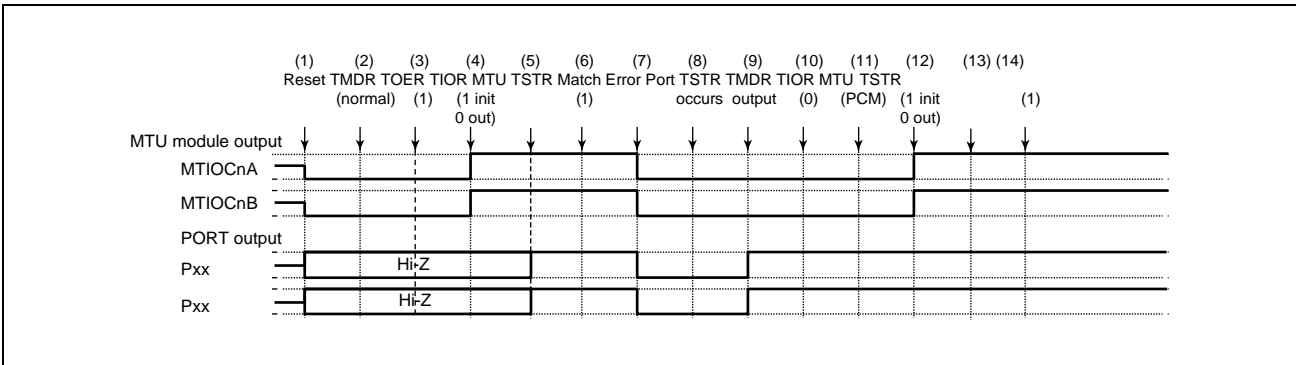 (1) (2) (3) (4) (5) (6) (7) (8) (9) (10) (11) (12) (13) (14)
Reset TMDR TOER TIOR MTU TSTR Match Error Port TSTR TMDR TIOR MTU TSTR
(normal) (1) (1 init (1) occurs output (0) (PCM) (1 init (1)
0 out) 0 out)
MTU module output
MTIOCnA
MTIOCnB
PORT output
Pxx Hi-Z
Pxx Hi-Z